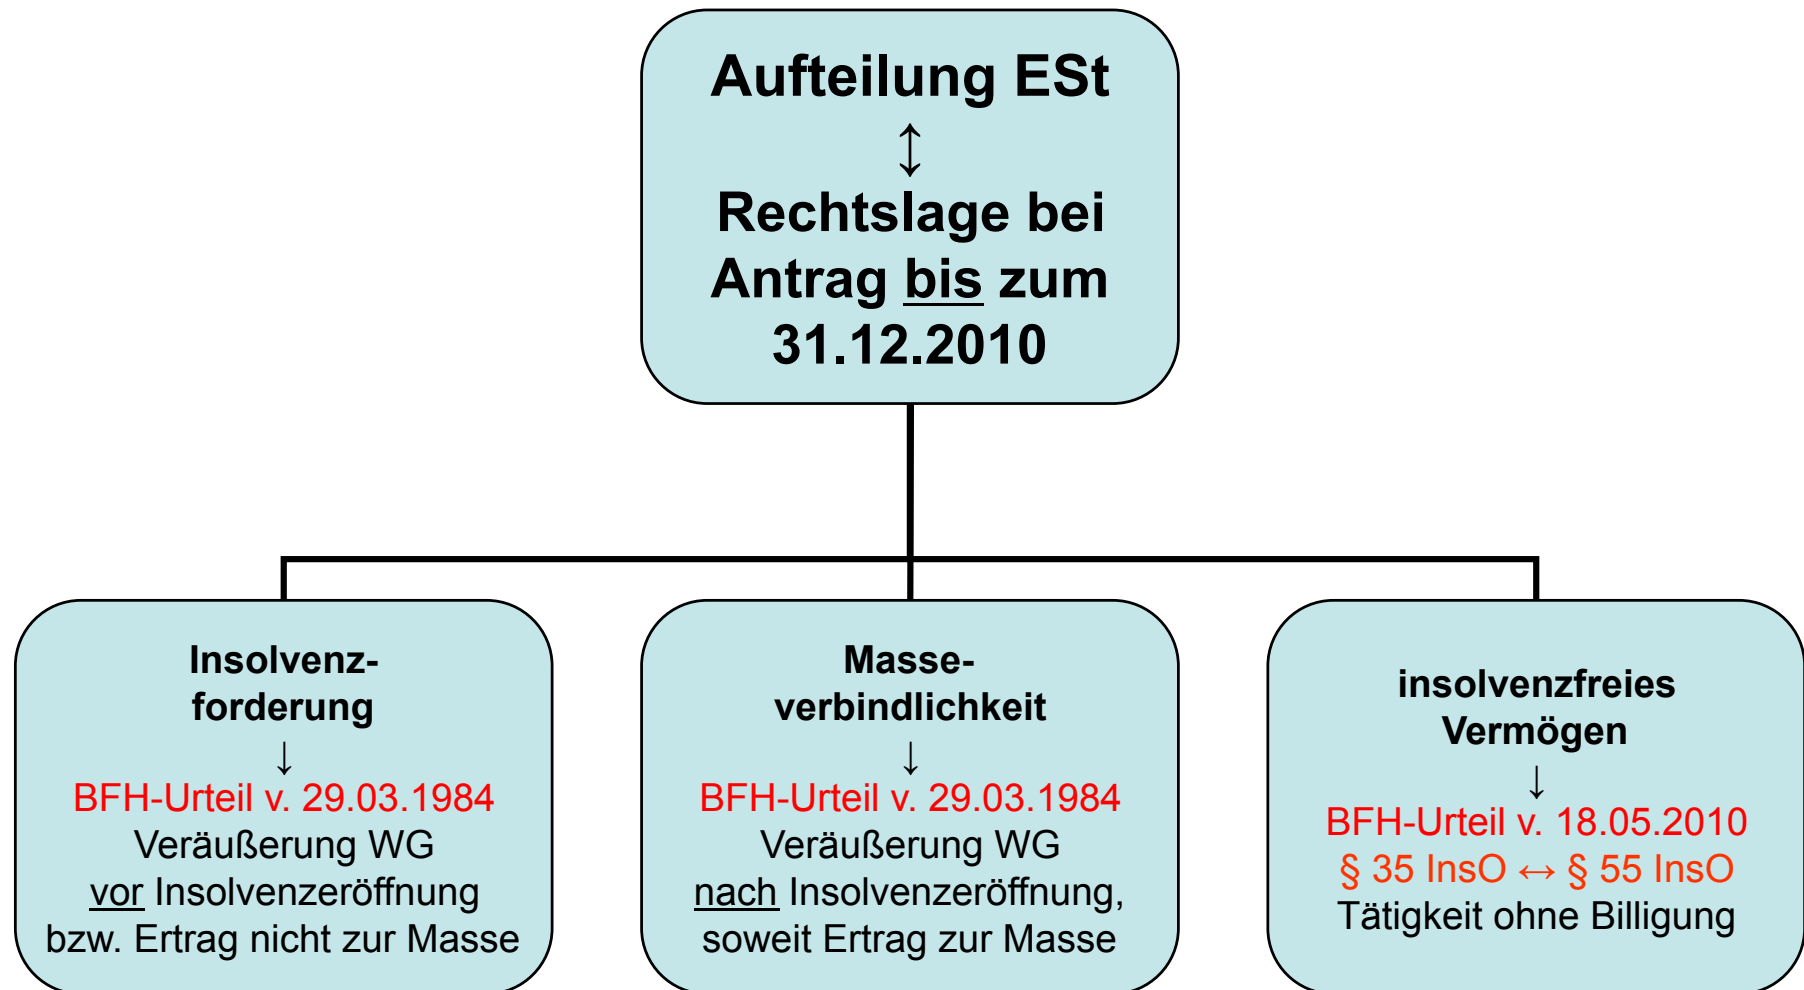 Aufteilung ESt
↕
Rechtslage bei
Antrag bis zum
31.12.2010
Insolvenz-
forderung
↓
BFH-Urteil v. 29.03.1984
Veräußerung WG
vor Insolvenzeröffnung
bzw. Ertrag nicht zur Masse
Masse-
verbindlichkeit
↓
BFH-Urteil v. 29.03.1984
Veräußerung WG
nach Insolvenzeröffnung,
soweit Ertrag zur Masse
insolvenzfreies
Vermögen
↓
BFH-Urteil v. 18.05.2010
§ 35 InsO ↔ § 55 InsO
Tätigkeit ohne Billigung